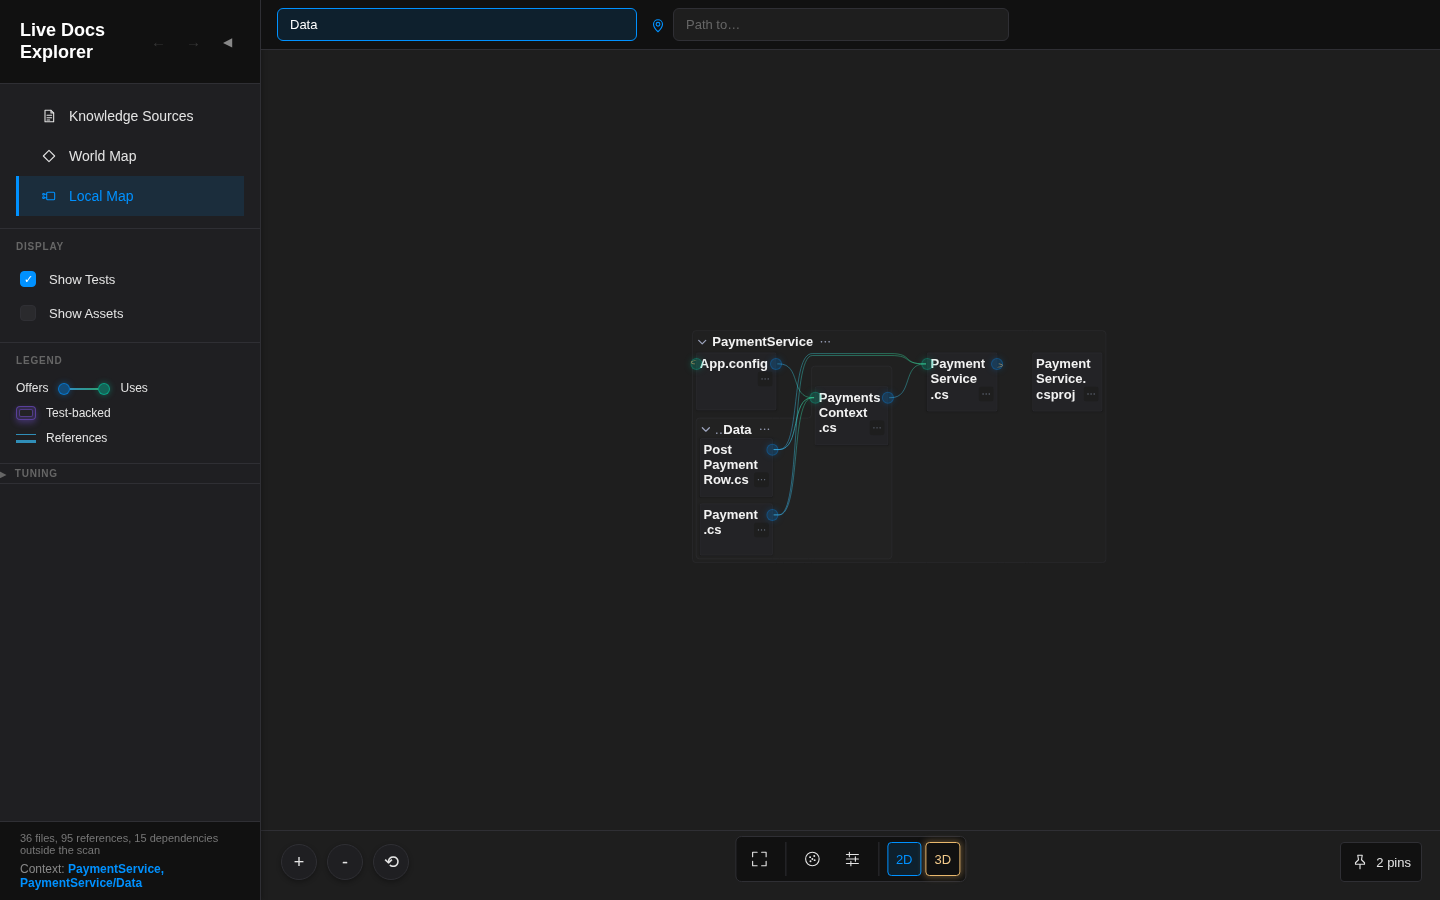 Live Docs
Explorer
← → ◀
Data
Path to…
Knowledge Sources
World Map
Local Map
DISPLAY
✓ Show Tests
Show Assets
LEGEND
Offers Uses
Test-backed
References
▶ TUNING
PaymentService ···
App.config
···
Payments
Context
.cs
···
Payment
Service
.cs ···
Payment
Service.
csproj ···
..Data ···
Post
Payment
Row.cs ···
Payment
.cs ···
36 files, 95 references, 15 dependencies
outside the scan
Context: PaymentService,
PaymentService/Data
+ - ⟲
2D 3D
2 pins